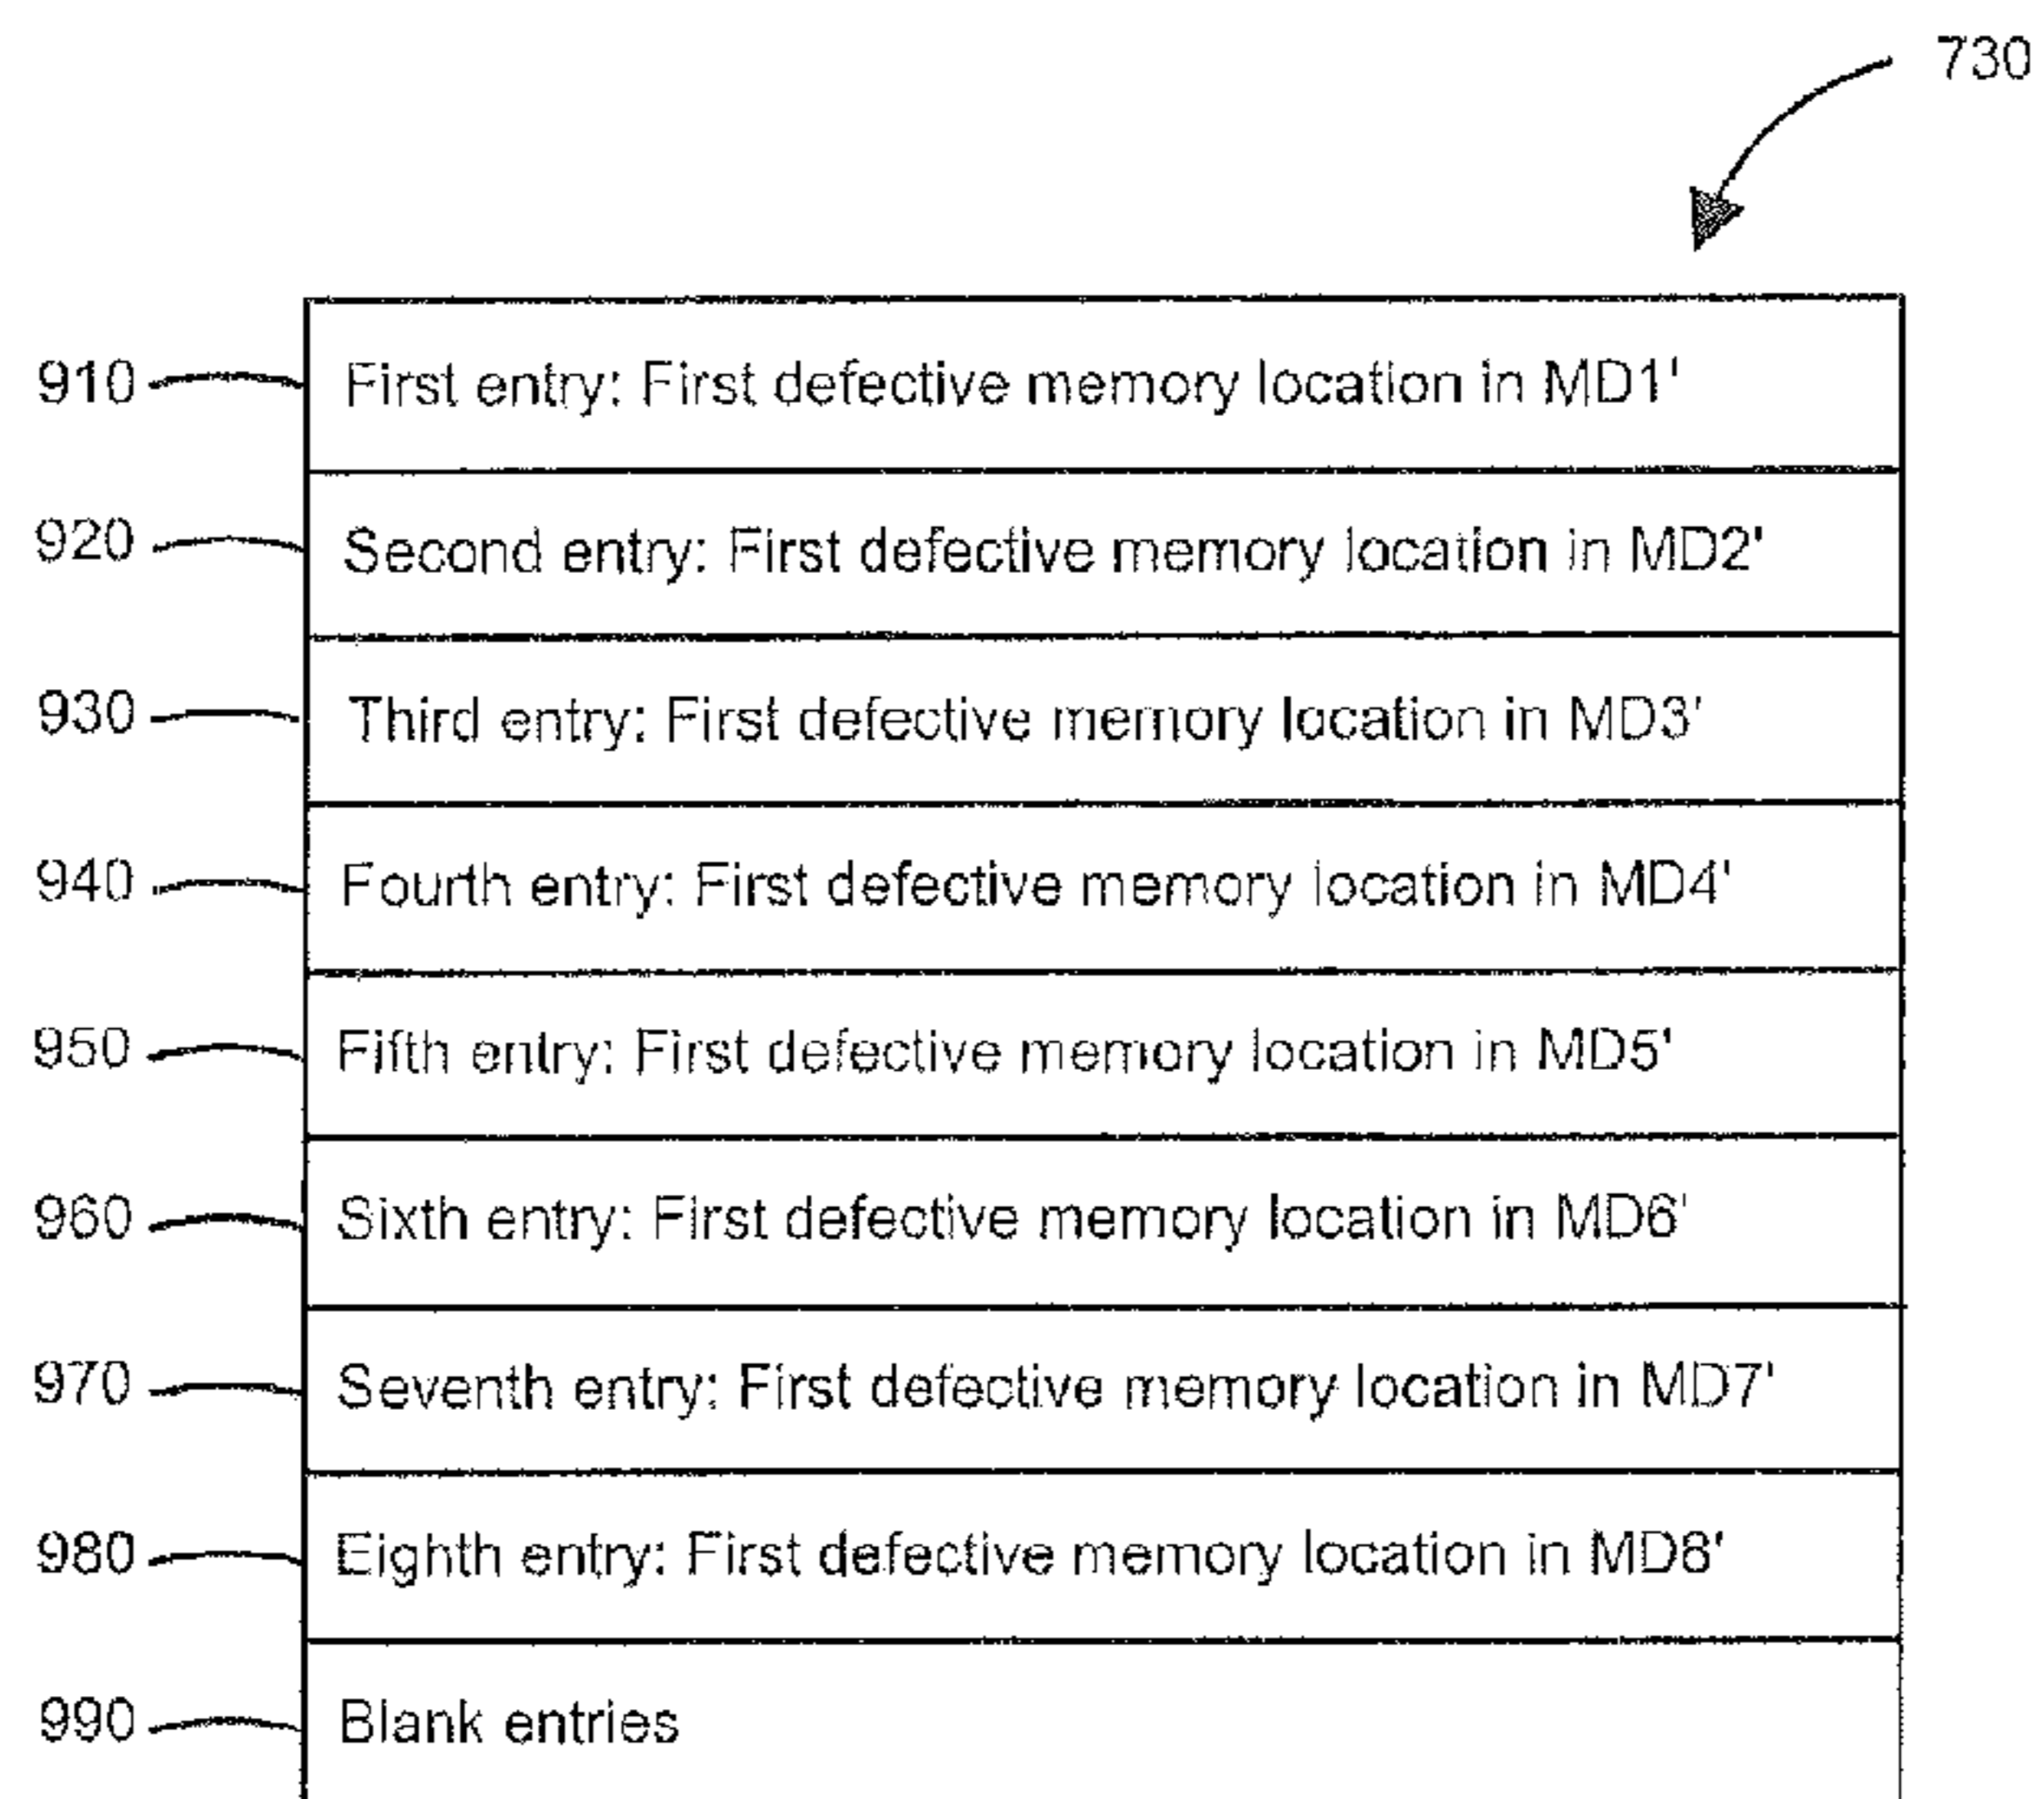 730
910 First entry: First defective memory location in MD1'
920 Second entry: First defective memory location in MD2'
930 Third entry: First defective memory location in MD3'
940 Fourth entry: First defective memory location in MD4'
950 Fifth entry: First defective memory location in MD5'
960 Sixth entry: First defective memory location in MD6'
970 Seventh entry: First defective memory location in MD7'
980 Eighth entry: First defective memory location in MD8'
990 Blank entries